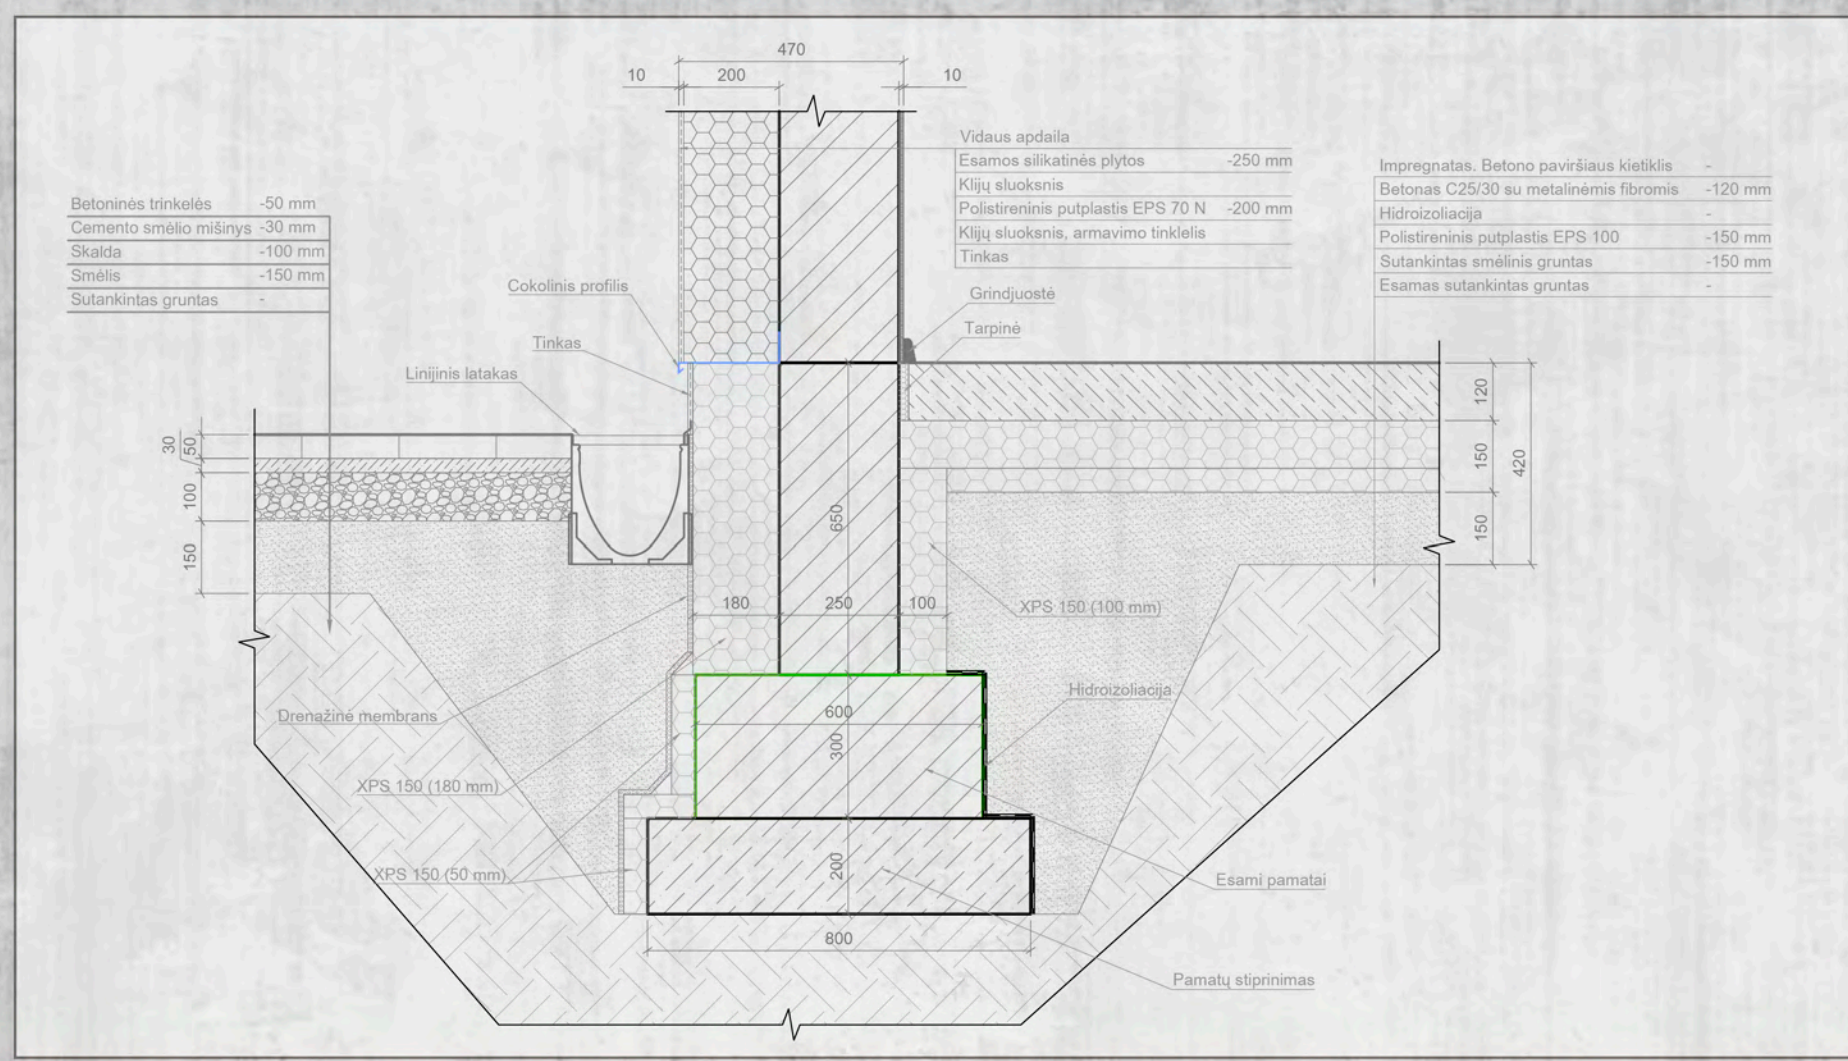 470
10
200
10
Betoninės trinkelės -50 mm
Cemento smėlio mišinys -30 mm
Skalda -100 mm
Smėlis -150 mm
Sutankintas gruntas -
Vidaus apdaila
Esamos silikatinės plytos -250 mm
Klijų sluoksnis
Polistireninis putplastis EPS 70 N -200 mm
Klijų sluoksnis, armavimo tinklelis
Tinkas
Impregnatas. Betono paviršiaus kietiklis -
Betonas C25/30 su metalinėmis fibromis -120 mm
Hidroizoliacija -
Polistireninis putplastis EPS 100 -150 mm
Sutankintas smėlinis gruntas -150 mm
Esamas sutankintas gruntas -
Cokolinis profilis
Grindjuostė
Tarpinė
Tinkas
Linijinis latakas
30
50
100
150
120
150
150
420
650
180
250
100
XPS 150 (100 mm)
Hidroizoliacija
Drenažinė membrans
600
300
XPS 150 (180 mm)
XPS 150 (50 mm)
200
Esami pamatai
800
Pamatų stiprinimas